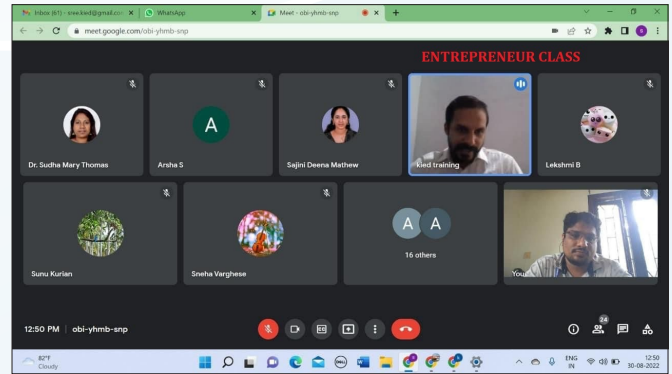 Inbox (61) - sree.kied@gmail.com
WhatsApp
Meet - obi-yhmb-snp
meet.google.com/obi-yhmb-snp
S
ENTREPRENEUR CLASS
A
Dr. Sudha Mary Thomas
Arsha S
Sajini Deena Mathew
kied training
Lekshmi B
A A
16 others
Sunu Kurian
Sneha Varghese
You
12:50 PM | obi-yhmb-snp
24
82°F
Cloudy
ENG
IN
12:50
30-08-2022